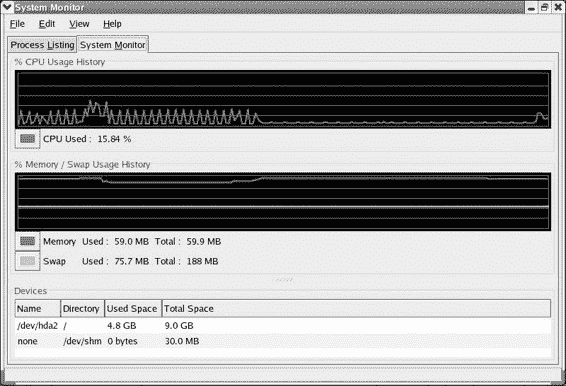 System Monitor
File Edit View Help
Process Listing System Monitor
% CPU Usage History
CPU Used : 15.84 %
% Memory / Swap Usage History
Memory Used : 59.0 MB Total : 59.9 MB
Swap Used : 75.7 MB Total : 188 MB
Devices
Name Directory Used Space Total Space
/dev/hda2 / 4.8 GB 9.0 GB
none /dev/shm 0 bytes 30.0 MB